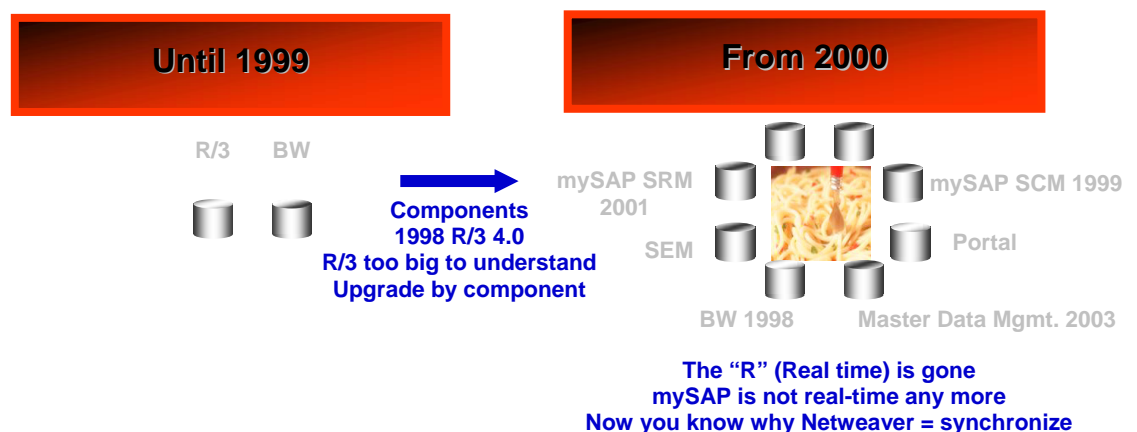 Until 1999
From 2000
R/3 BW
Components
1998 R/3 4.0
R/3 too big to understand
Upgrade by component
mySAP SRM
2001
mySAP SCM 1999
SEM
Portal
BW 1998
Master Data Mgmt. 2003
The “R” (Real time) is gone
mySAP is not real-time any more
Now you know why Netweaver = synchronize